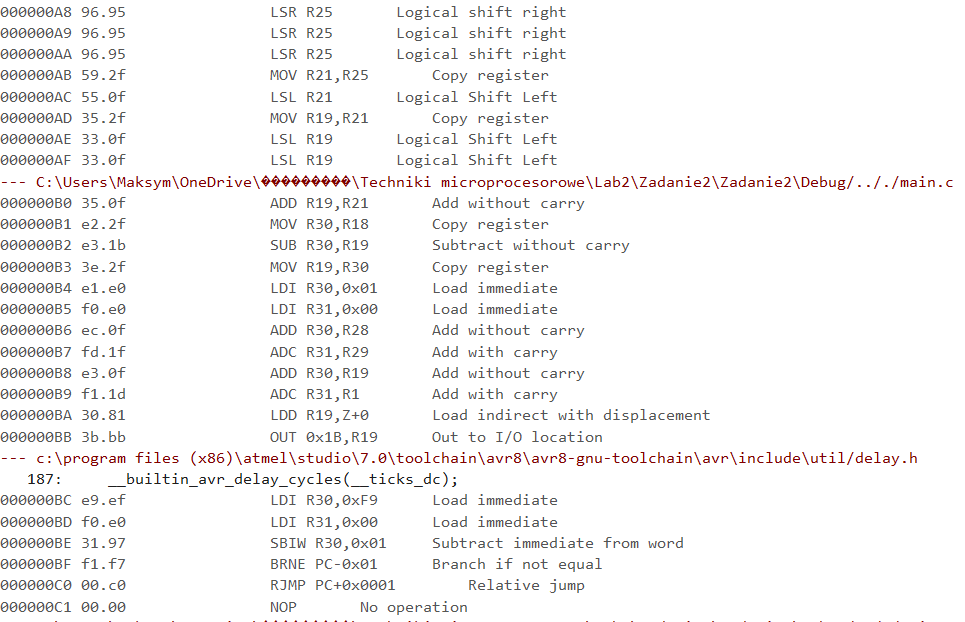 000000A8 96.95 LSR R25 Logical shift right
000000A9 96.95 LSR R25 Logical shift right
000000AA 96.95 LSR R25 Logical shift right
000000AB 59.2f MOV R21,R25 Copy register
000000AC 55.0f LSL R21 Logical Shift Left
000000AD 35.2f MOV R19,R21 Copy register
000000AE 33.0f LSL R19 Logical Shift Left
000000AF 33.0f LSL R19 Logical Shift Left
--- C:\Users\Maksym\OneDrive\����������\Techniki microprocesorowe\Lab2\Zadanie2\Zadanie2\Debug/.././main.c
000000B0 35.0f ADD R19,R21 Add without carry
000000B1 e2.2f MOV R30,R18 Copy register
000000B2 e3.1b SUB R30,R19 Subtract without carry
000000B3 3e.2f MOV R19,R30 Copy register
000000B4 e1.e0 LDI R30,0x01 Load immediate
000000B5 f0.e0 LDI R31,0x00 Load immediate
000000B6 ec.0f ADD R30,R28 Add without carry
000000B7 fd.1f ADC R31,R29 Add with carry
000000B8 e3.0f ADD R30,R19 Add without carry
000000B9 f1.1d ADC R31,R1 Add with carry
000000BA 30.81 LDD R19,Z+0 Load indirect with displacement
000000BB 3b.bb OUT 0x1B,R19 Out to I/O location
--- c:\program files (x86)\atmel\studio\7.0\toolchain\avr8\avr8-gnu-toolchain\avr\include\util/delay.h
187: __builtin_avr_delay_cycles(__ticks_dc);
000000BC e9.ef LDI R30,0xF9 Load immediate
000000BD f0.e0 LDI R31,0x00 Load immediate
000000BE 31.97 SBIW R30,0x01 Subtract immediate from word
000000BF f1.f7 BRNE PC-0x01 Branch if not equal
000000C0 00.c0 RJMP PC+0x0001 Relative jump
000000C1 00.00 NOP No operation